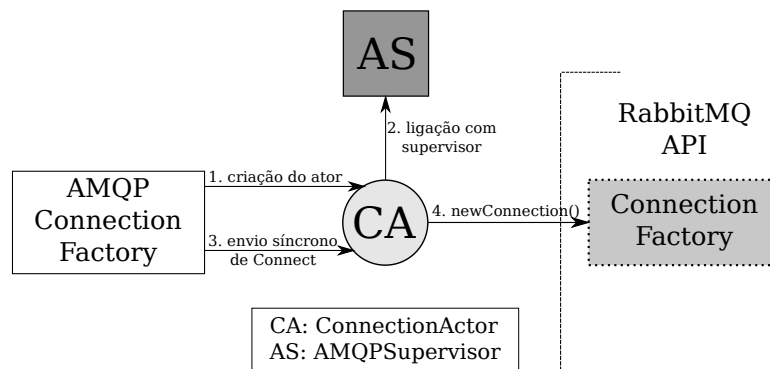 AS
2. ligação com
supervisor
RabbitMQ
API
AMQP
Connection
Factory
1. criação do ator
3. envio síncrono
de Connect
CA
4. newConnection()
Connection
Factory
CA: ConnectionActor
AS: AMQPSupervisor